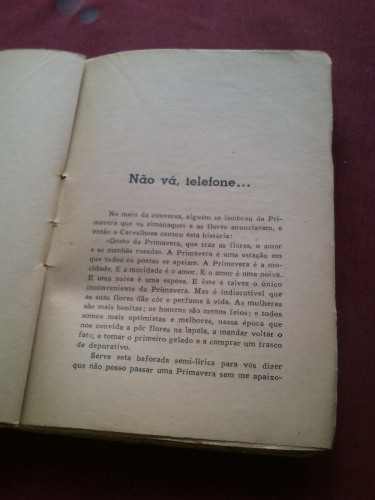 Não vá, telefone...
No meio da conversa, alguém se lembrou da Pri-
mavera que os almanaques e as flores anunciavam, e
então o Carvalhosa contou esta história:
«Gosto da Primavera, que traz as flores, o amor
e as manhãs rosadas. A Primavera é uma estação em
que todos os poetas se apeiam. A Primavera é a mo-
cidade. E a mocidade é o amor. E o amor é uma noiva.
E uma noiva é uma esposa. E êste é talvez o único
inconveniente da Primavera. Mas é indiscutível que
as suas flores dão côr e perfume à vida. As mulheres
são mais bonitas; os homens são menos feios; e todos
somos mais optimistas e melhores, nessa época que
nos convida a pôr flores na lapela, a mandar voltar o
fato, a tomar o primeiro gelado e a comprar um frasco
de depurativo.
Serve esta baforada semi-lírica para vos dizer
que não posso passar uma Primavera sem me apaixo-